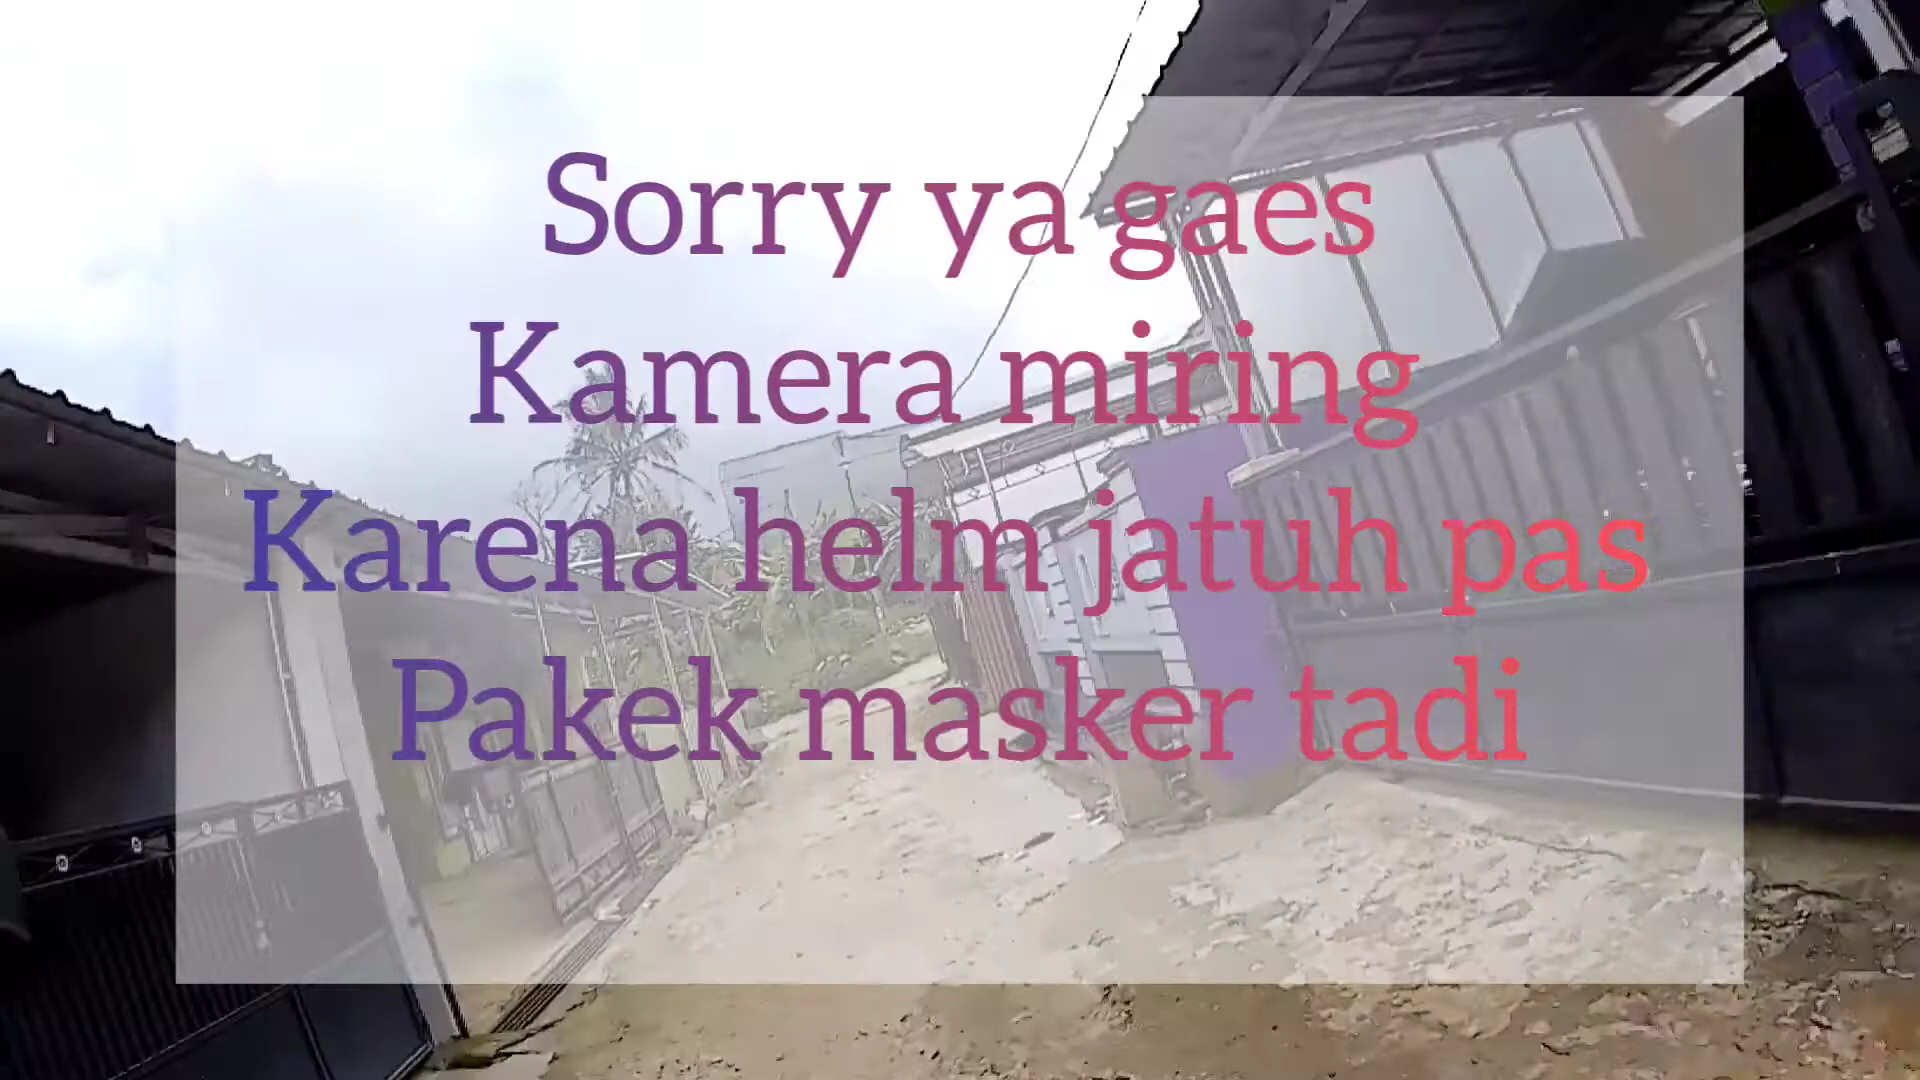 Sorry ya gaes
Kamera miring
Karena helm jatuh pas
Pakek masker tadi